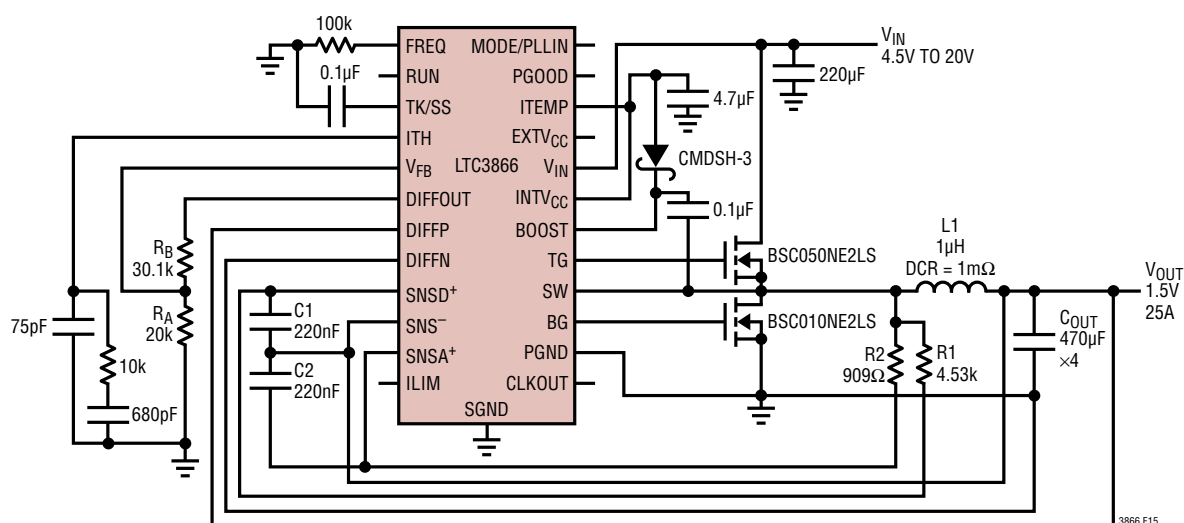 100k
FREQ
MODE/PLLIN
VIN
4.5V TO 20V
0.1µF
RUN
PGOOD
220µF
TK/SS
ITEMP
4.7µF
ITH
EXTVCC
VFB
LTC3866
VIN
CMDSH-3
DIFFOUT
INTVCC
0.1µF
DIFFP
BOOST
RB
30.1k
DIFFN
TG
BSC050NE2LS
L1
1µH
DCR = 1mΩ
VOUT
1.5V
25A
SNSD+
SW
C1
220nF
RA
20k
75pF
SNS–
BG
BSC010NE2LS
COUT
470µF
×4
SNSA+
PGND
R2
909Ω
R1
4.53k
10k
C2
220nF
ILIM
CLKOUT
680pF
SGND
3866 F15